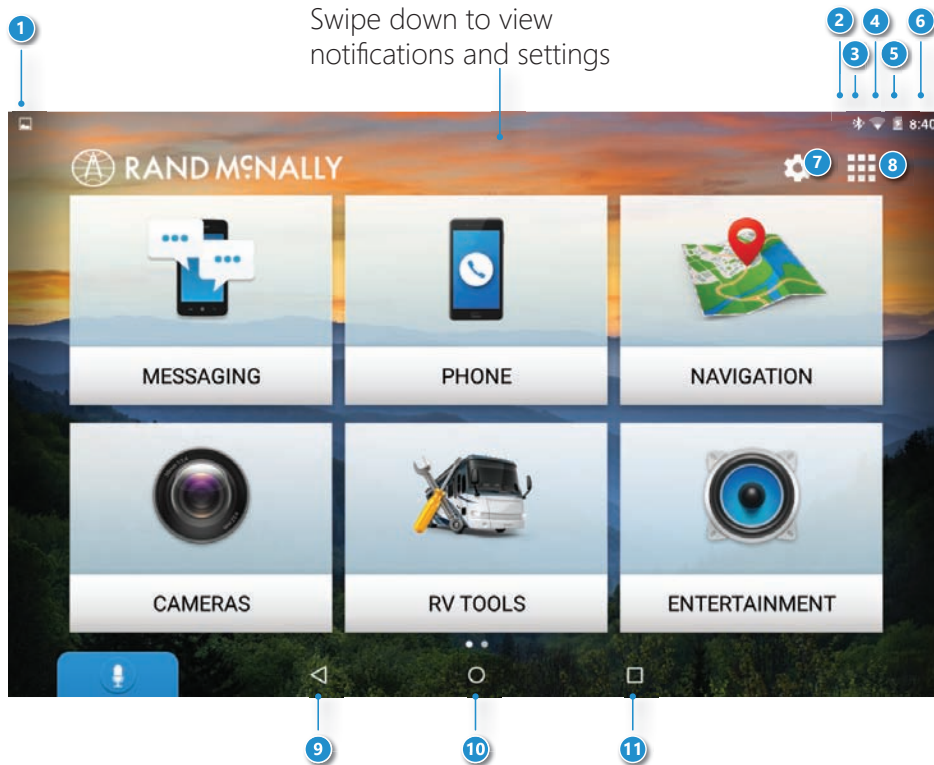 Swipe down to view
notifications and settings
1
2
4
6
3
5
8:40
RAND MCNALLY
7
8
MESSAGING
PHONE
NAVIGATION
CAMERAS
RV TOOLS
ENTERTAINMENT
9
10
11